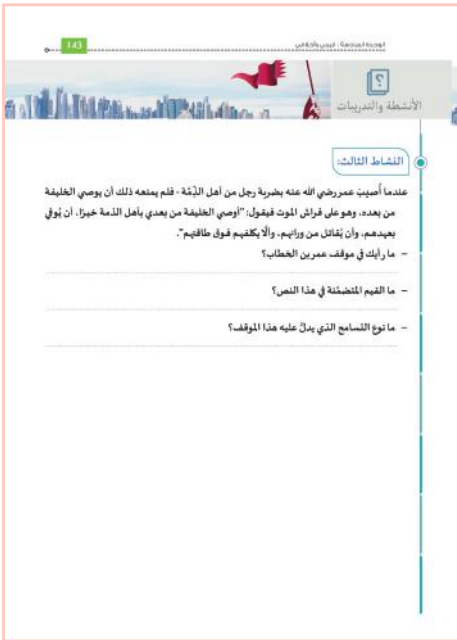 143
الوحدة السادسة: قيمي وأخلاقي
الأنشطة والتدريبات
النشاط الثالث:
عندما أُصيبَ عمر رضي الله عنه بضربة رجل من أهل الذِّمَّة - فلم يمنعه ذلك أن يوصي الخليفة
من بعده، وهو على فراش الموت فيقول: "أوصي الخليفة من بعدي بأهل الذمة خيرًا، أن يُوفي
بعهدهم، وأن يُقاتل من ورائهم، وألّا يكلفهم فوق طاقتهم".
– ما رأيك في موقف عمر بن الخطاب؟
– ما القيم المُتضمَّنة في هذا النص؟
– ما نوع التسامح الذي يدلُّ عليه هذا الموقف؟